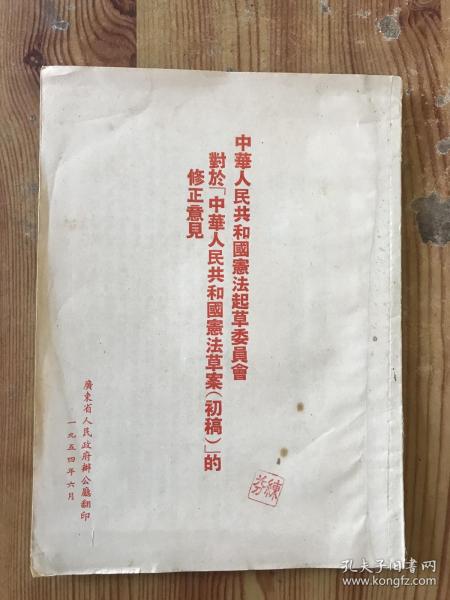 中華人民共和國憲法起草委員會
對於「中華人民共和國憲法草案(初稿)」的
修正意見
廣東省人民政府辦公廳翻印
一九五四年六月
練芬
孔夫子旧书网
www.kongfz.com